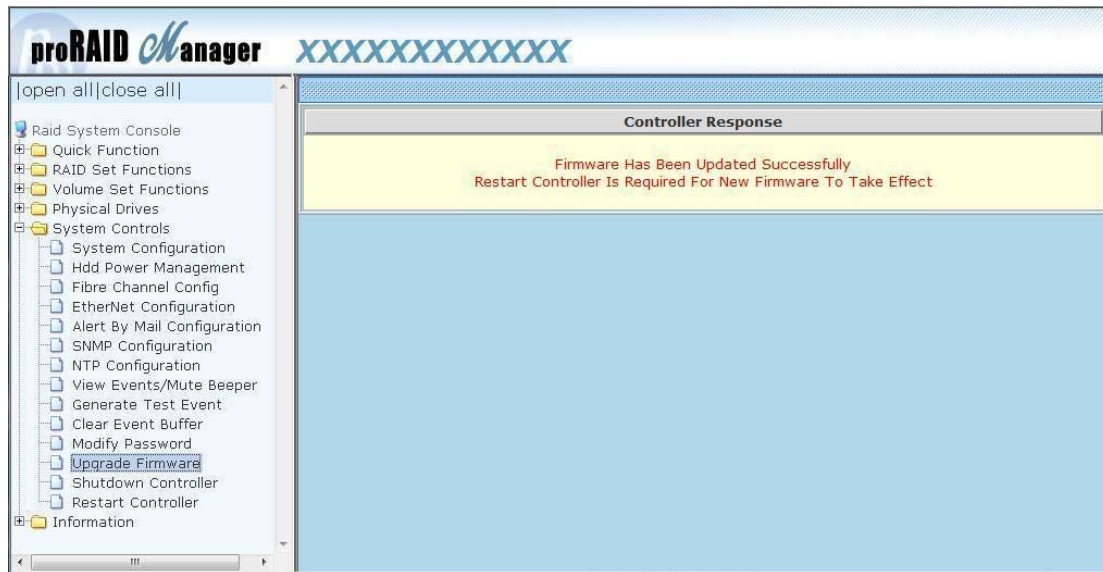 proRAID Manager XXXXXXXXXXXX
|open all|close all|
Raid System Console
Quick Function
RAID Set Functions
Volume Set Functions
Physical Drives
System Controls
System Configuration
Hdd Power Management
Fibre Channel Config
EtherNet Configuration
Alert By Mail Configuration
SNMP Configuration
NTP Configuration
View Events/Mute Beeper
Generate Test Event
Clear Event Buffer
Modify Password
Upgrade Firmware
Shutdown Controller
Restart Controller
Information
Controller Response
Firmware Has Been Updated Successfully
Restart Controller Is Required For New Firmware To Take Effect